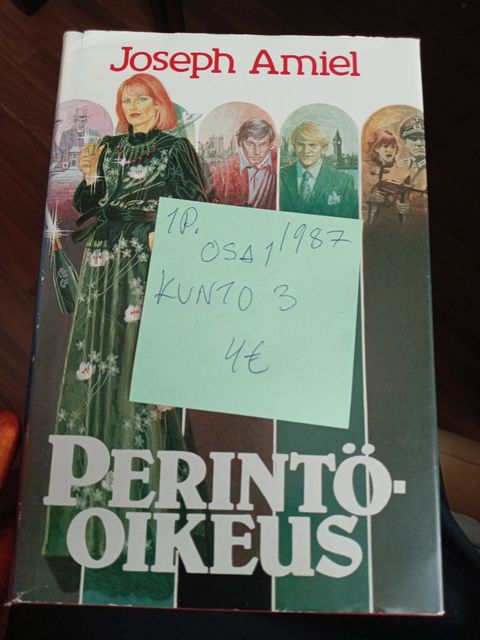 Joseph Amiel
1P. OSA 1/1987
KUNTO 3
4€
PERINTÖ-
OIKEUS